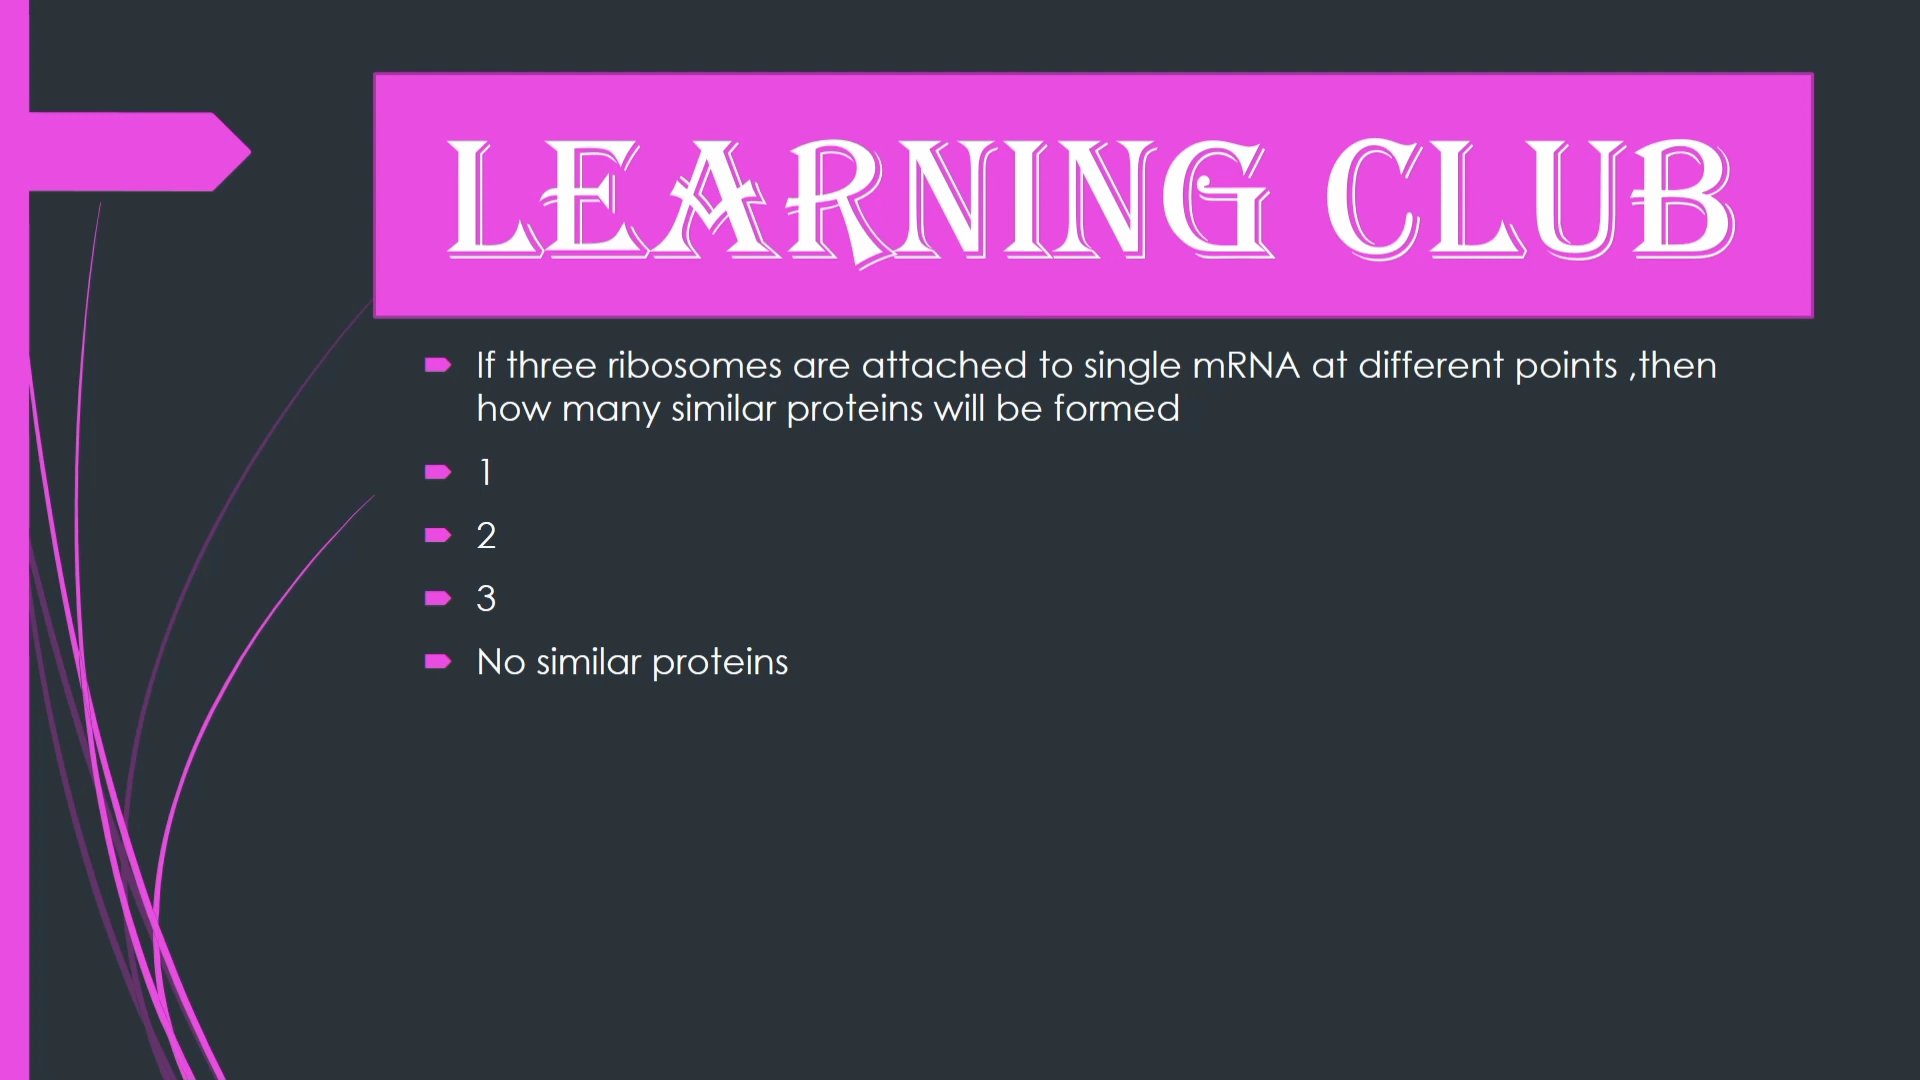 LEARNING CLUB
If three ribosomes are attached to single mRNA at different points ,then
how many similar proteins will be formed
1
2
3
No similar proteins